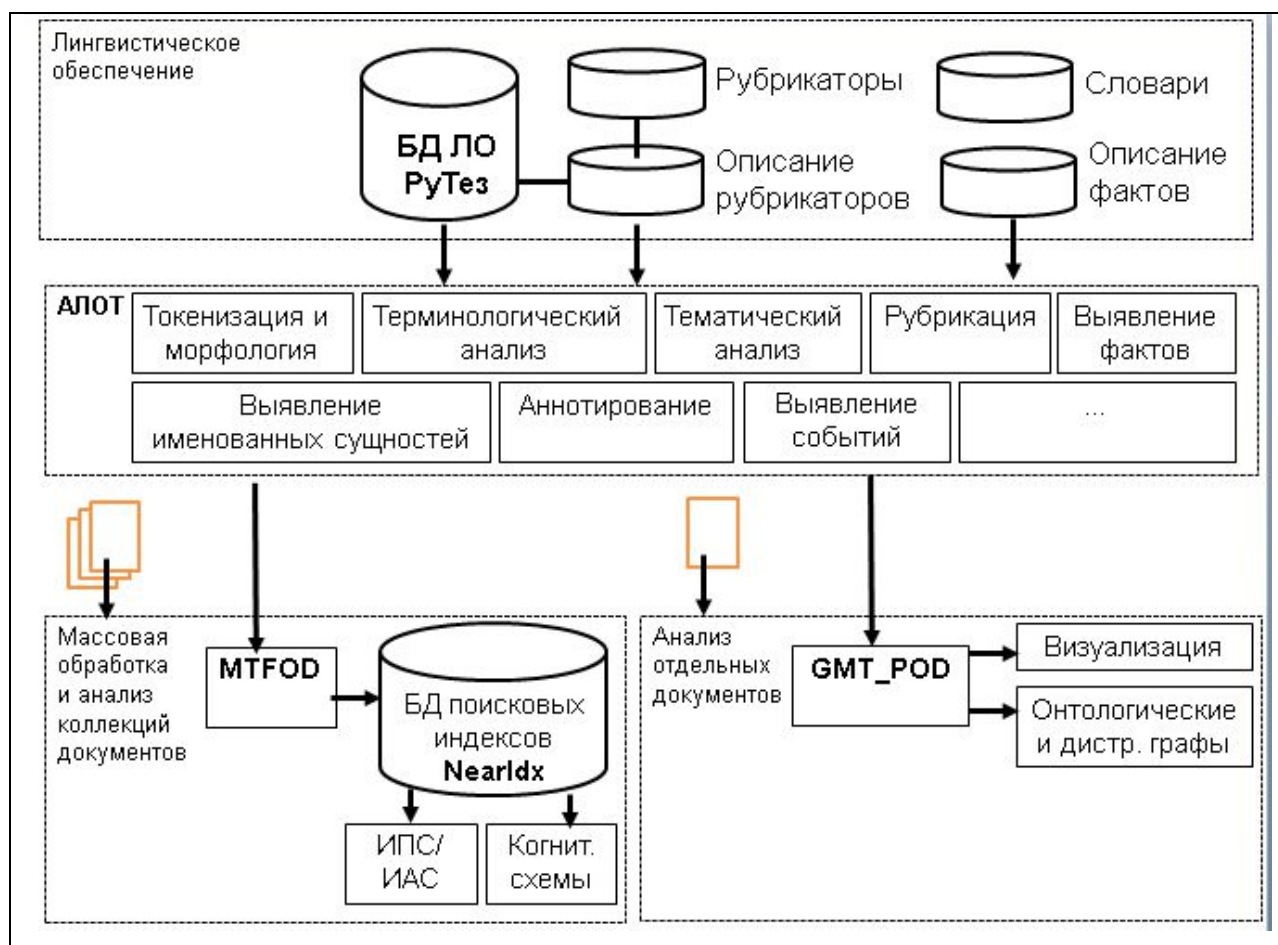 Лингвистическое
обеспечение
БД ЛО
РуТез
Рубрикаторы
Описание
рубрикаторов
Словари
Описание
фактов
АЛОТ
Токенизация и
морфология
Терминологический
анализ
Тематический
анализ
Рубрикация
Выявление
фактов
Выявление
именованных сущностей
Аннотирование
Выявление
событий
...
Массовая
обработка
и анализ
коллекций
документов
MTFOD
БД поисковых
индексов
NearIdx
ИПС/
ИАС
Когнит.
схемы
Анализ
отдельных
документов
GMT_POD
Визуализация
Онтологические
и дистр. графы